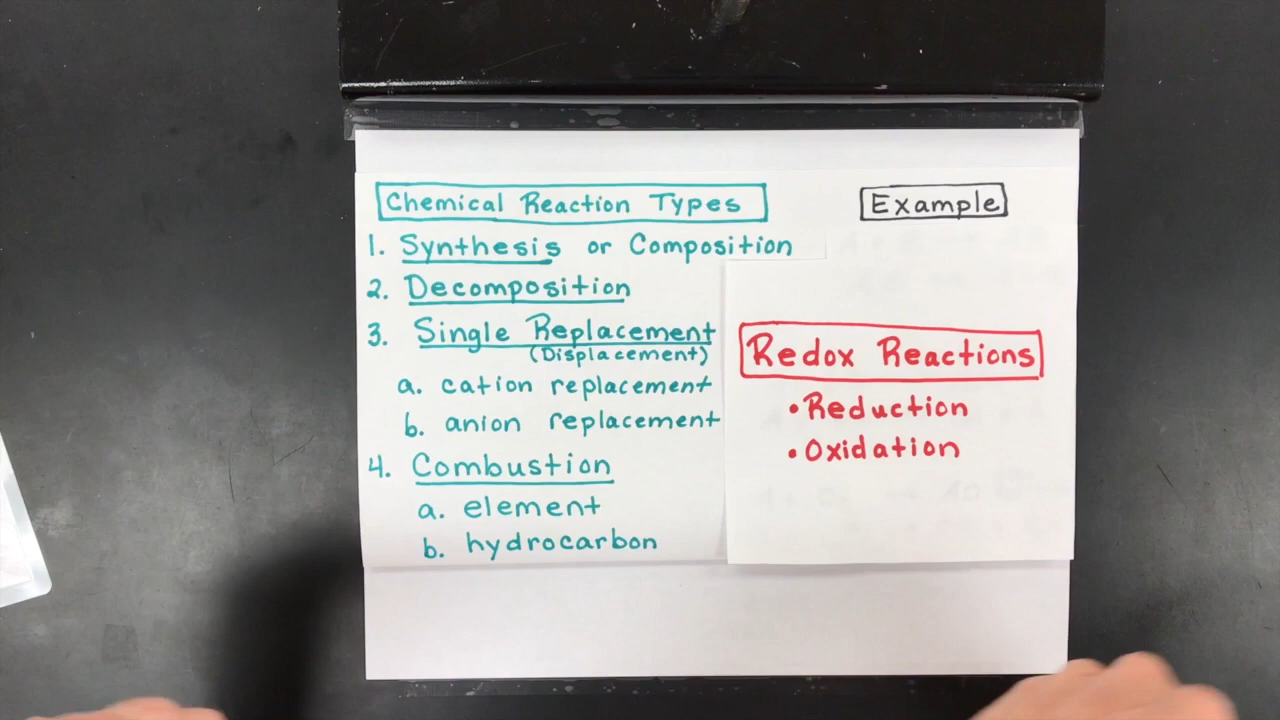 Chemical Reaction Types
1. Synthesis or Composition
2. Decomposition
3. Single Replacement
(Displacement)
a. cation replacement
b. anion replacement
4. Combustion
a. element
b. hydrocarbon
Example
Redox Reactions
• Reduction
• Oxidation